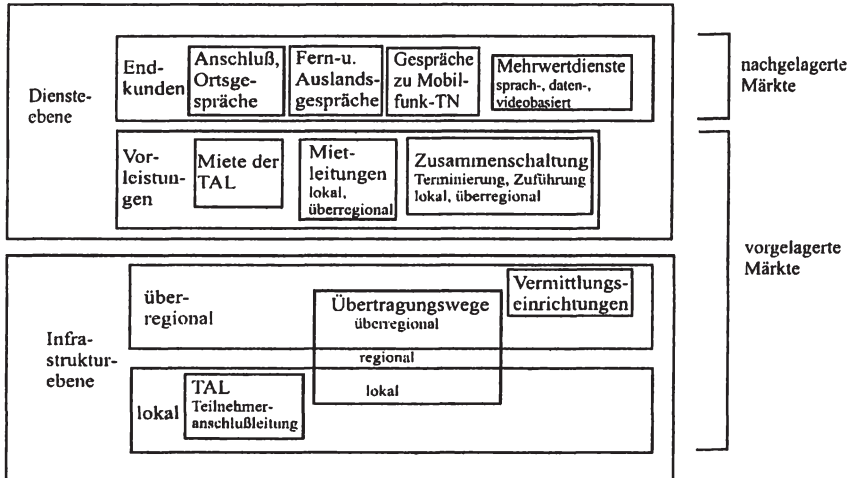 Dienste-
ebene
End-
kunden
Anschluß,
Ortsge-
spräche
Fern-u.
Auslands-
gespräche
Gespräche
zu Mobil-
funk-TN
Mehrwertdienste
sprach-, daten-,
videobasiert
nachgelagerte
Märkte
Vor-
leistun-
gen
Miete der
TAL
Miet-
leitungen
lokal,
überregional
Zusammenschaltung
Terminierung, Zuführung
lokal, überregional
vorgelagerte
Märkte
Infra-
struktur-
ebene
über-
regional
Übertragungswege
überregional
regional
lokal
Vermittlungs-
einrichtungen
lokal
TAL
Teilnehmer-
anschlußleitung